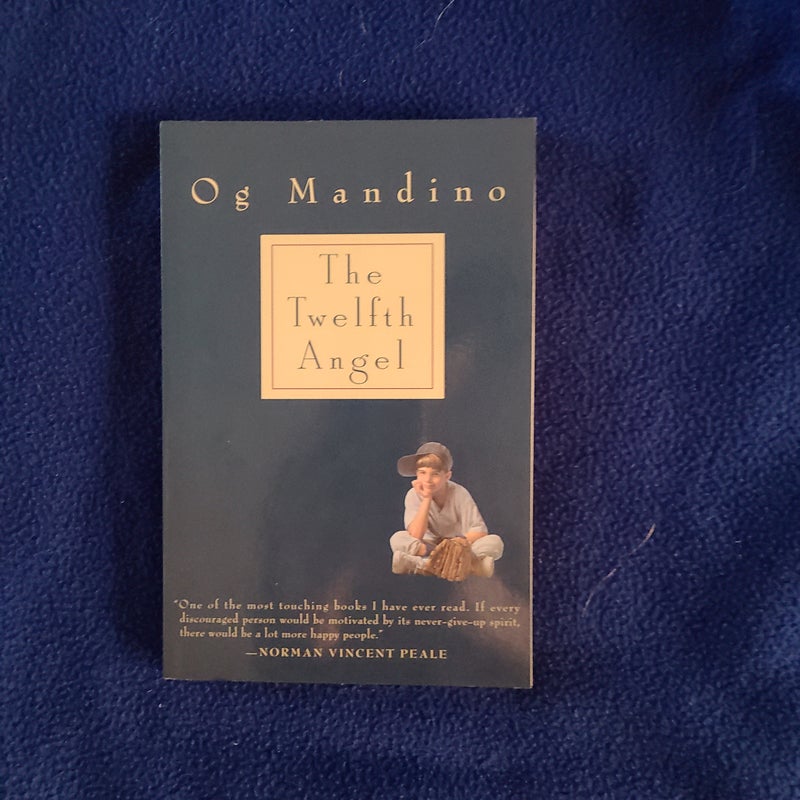 Og Mandino
The
Twelfth
Angel
"One of the most touching books I have ever read. If every
discouraged person would be motivated by its never-give-up spirit,
there would be a lot more happy people."
—NORMAN VINCENT PEALE